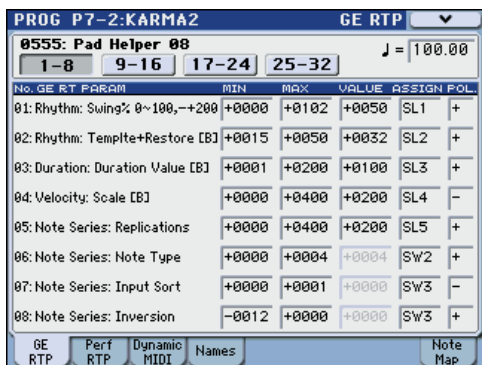 PROG P7-2:KARMA2 GE RTP
0555: Pad Helper 08 ♩= 100.00
1-8 9-16 17-24 25-32
No. GE RT PARAM MIN MAX VALUE ASSIGN POL.
01: Rhythm: Swing% 0~100,-+200 +0000 +0102 +0050 SL1 +
02: Rhythm: Templte+Restore [B] +0015 +0050 +0032 SL2 +
03: Duration: Duration Value [B] +0001 +0200 +0100 SL3 +
04: Velocity: Scale [B] +0000 +0400 +0200 SL4 -
05: Note Series: Replications +0000 +0400 +0200 SL5 +
06: Note Series: Note Type +0000 +0004 +0004 SW2 +
07: Note Series: Input Sort +0000 +0001 +0000 SW3 -
08: Note Series: Inversion -0012 +0000 +0000 SW3 +
GE RTP Perf RTP Dynamic MIDI Names Note Map